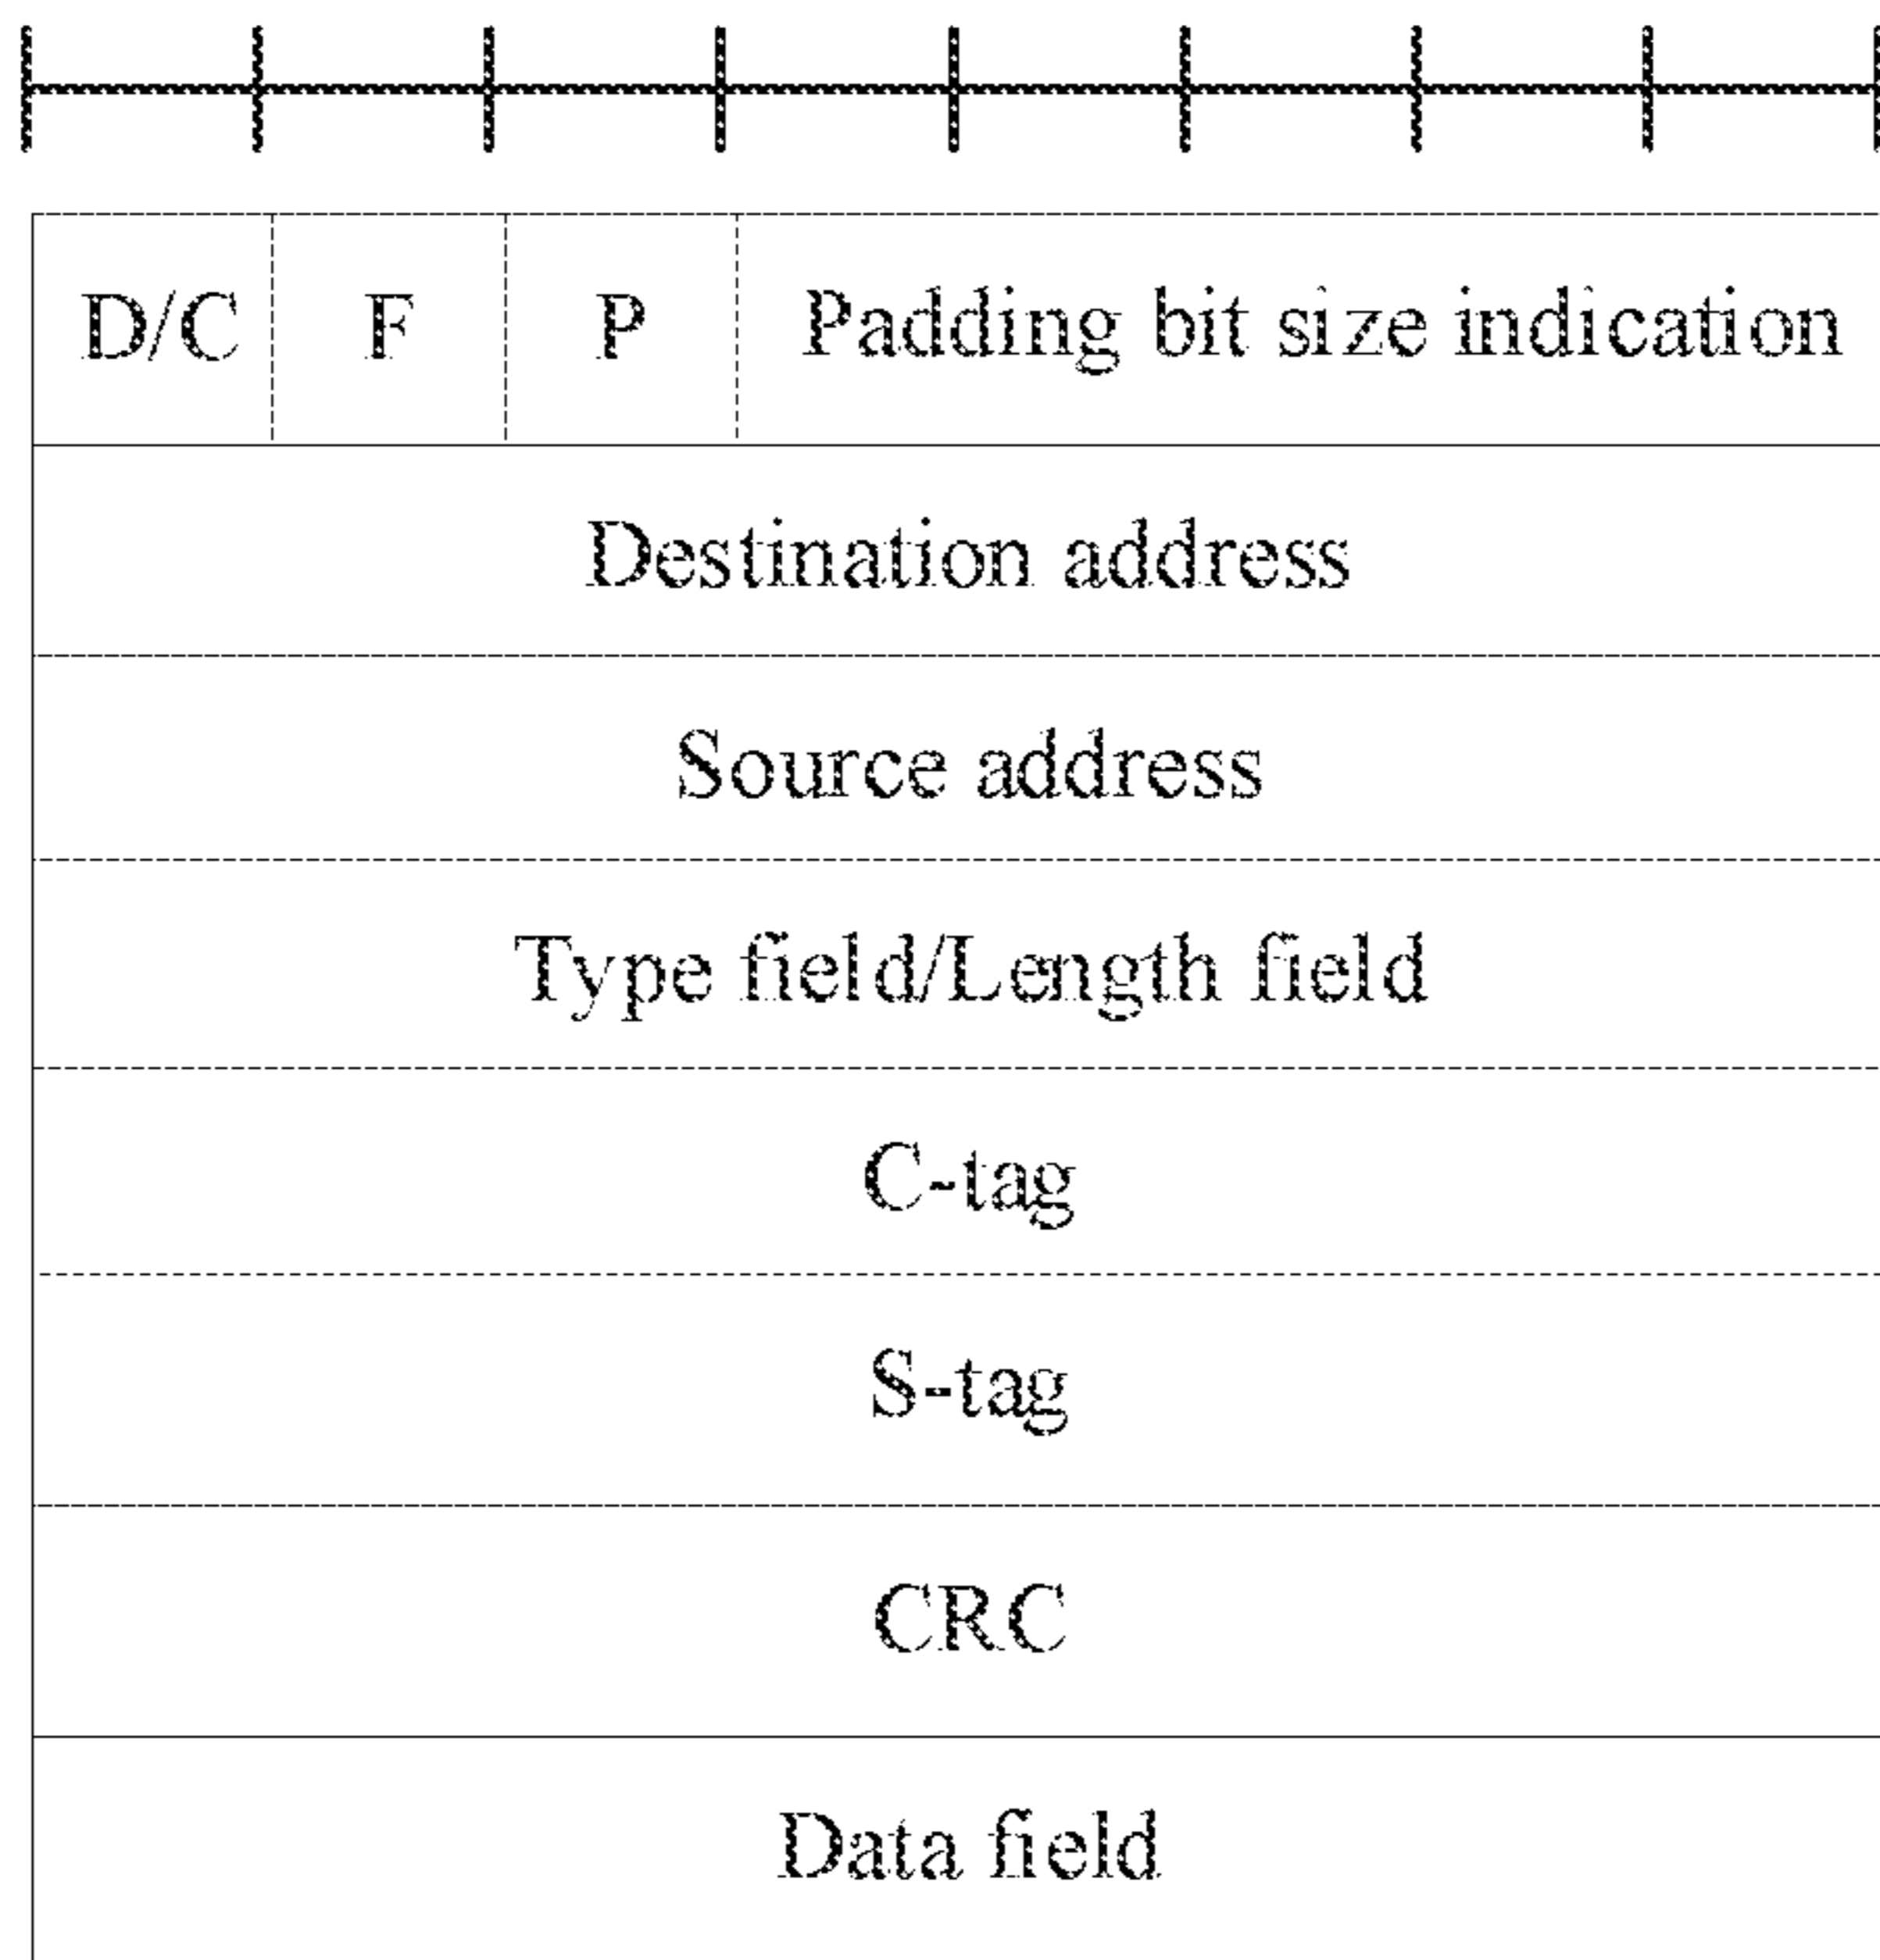 D/C F P Padding bit size indication
Destination address
Source address
Type field/Length field
C-tag
S-tag
CRC
Data field